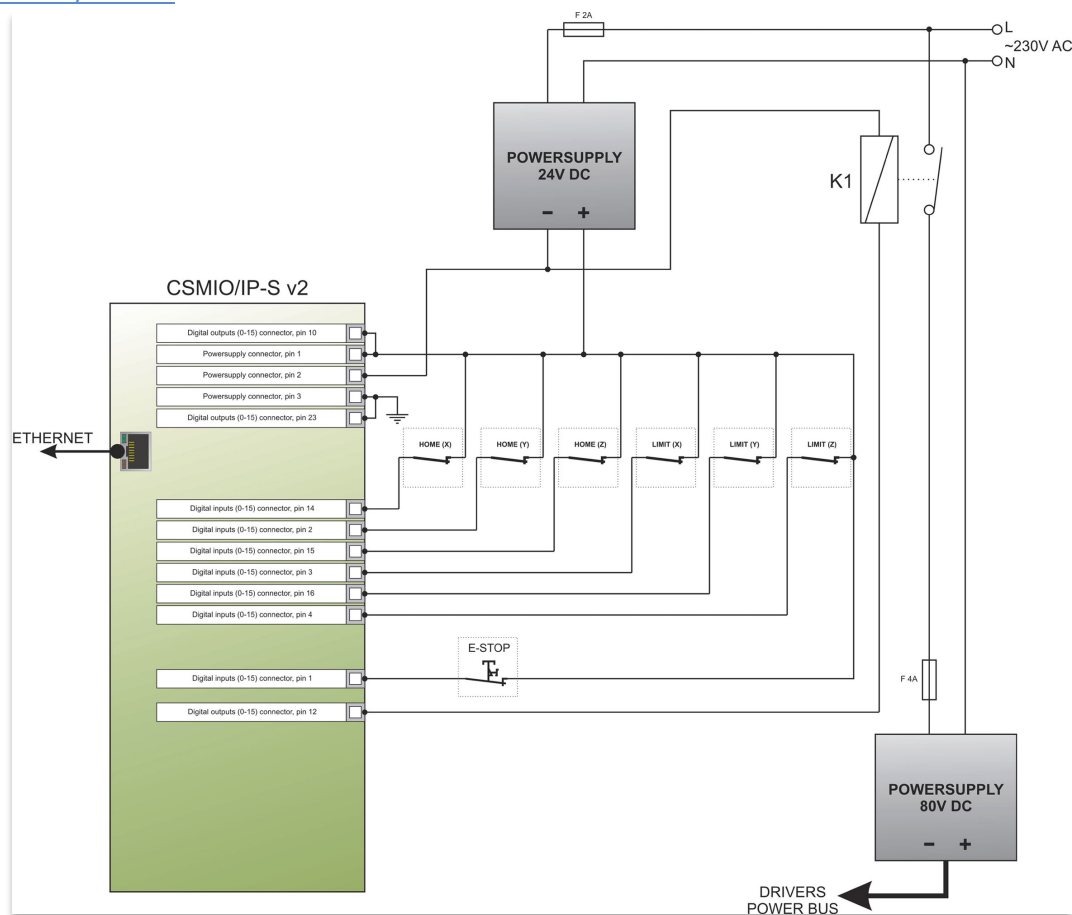 F 2A
L
~230V AC
N
POWERSUPPLY
24V DC
- +
K1
CSMIO/IP-S v2
Digital outputs (0-15) connector, pin 10
Powersupply connector, pin 1
Powersupply connector, pin 2
Powersupply connector, pin 3
Digital outputs (0-15) connector, pin 23
ETHERNET
HOME (X)
HOME (Y)
HOME (Z)
LIMIT (X)
LIMIT (Y)
LIMIT (Z)
Digital inputs (0-15) connector, pin 14
Digital inputs (0-15) connector, pin 2
Digital inputs (0-15) connector, pin 15
Digital inputs (0-15) connector, pin 3
Digital inputs (0-15) connector, pin 16
Digital inputs (0-15) connector, pin 4
E-STOP
Digital inputs (0-15) connector, pin 1
Digital outputs (0-15) connector, pin 12
F 4A
POWERSUPPLY
80V DC
- +
DRIVERS
POWER BUS